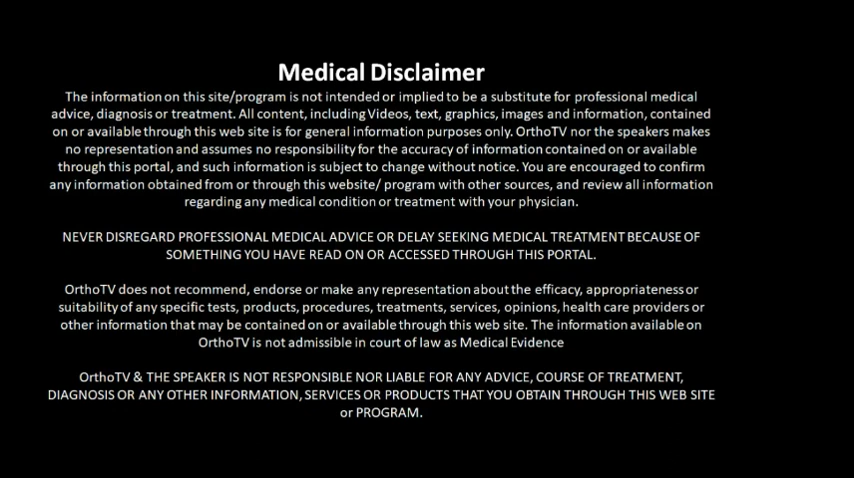 Medical Disclaimer
The information on this site/program is not intended or implied to be a substitute for professional medical
advice, diagnosis or treatment. All content, including Videos, text, graphics, images and information, contained
on or available through this web site is for general information purposes only. OrthoTV nor the speakers makes
no representation and assumes no responsibility for the accuracy of information contained on or available
through this portal, and such information is subject to change without notice. You are encouraged to confirm
any information obtained from or through this website/ program with other sources, and review all information
regarding any medical condition or treatment with your physician.
NEVER DISREGARD PROFESSIONAL MEDICAL ADVICE OR DELAY SEEKING MEDICAL TREATMENT BECAUSE OF
SOMETHING YOU HAVE READ ON OR ACCESSED THROUGH THIS PORTAL.
OrthoTV does not recommend, endorse or make any representation about the efficacy, appropriateness or
suitability of any specific tests, products, procedures, treatments, services, opinions, health care providers or
other information that may be contained on or available through this web site. The information available on
OrthoTV is not admissible in court of law as Medical Evidence
OrthoTV & THE SPEAKER IS NOT RESPONSIBLE NOR LIABLE FOR ANY ADVICE, COURSE OF TREATMENT,
DIAGNOSIS OR ANY OTHER INFORMATION, SERVICES OR PRODUCTS THAT YOU OBTAIN THROUGH THIS WEB SITE
or PROGRAM.